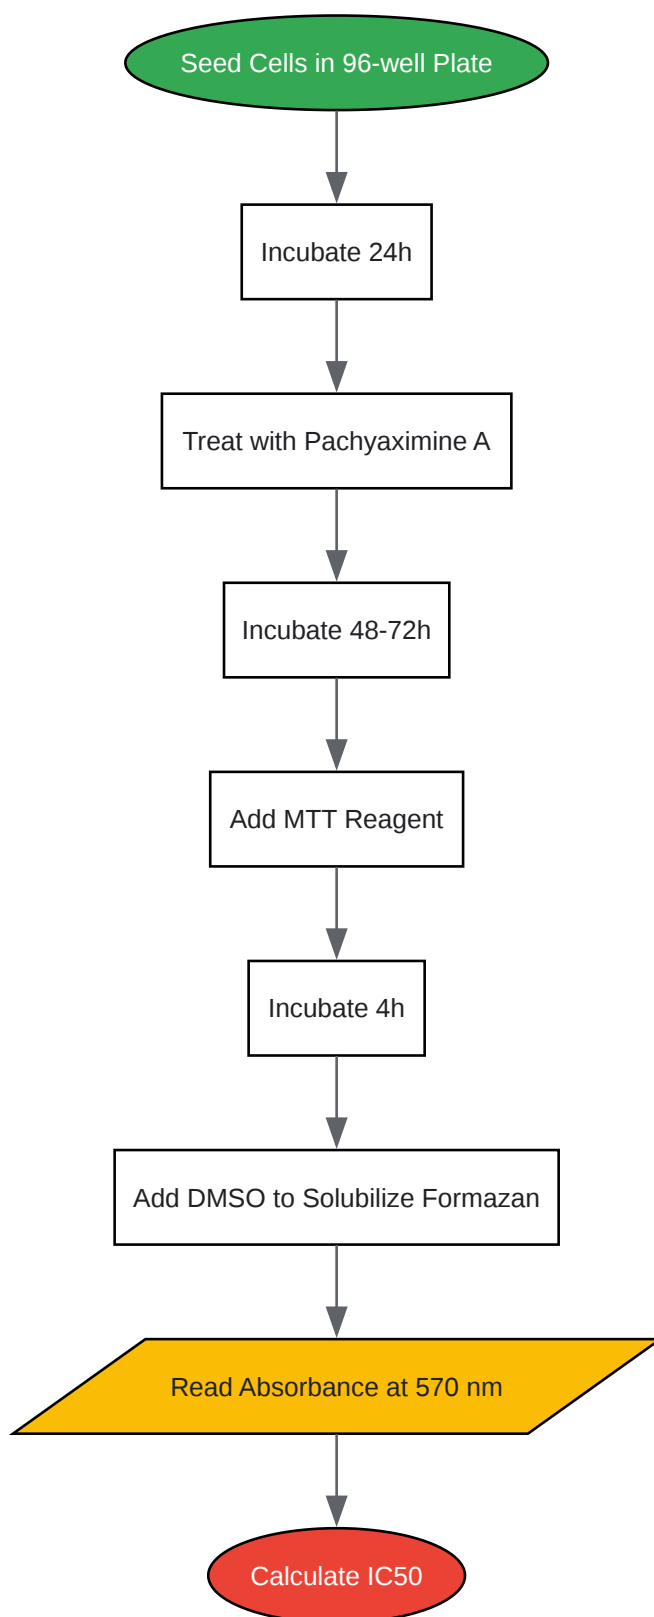 Seed Cells in 96-well Plate
Incubate 24h
Treat with Pachyaximine A
Incubate 48-72h
Add MTT Reagent
Incubate 4h
Add DMSO to Solubilize Formazan
Read Absorbance at 570 nm
Calculate IC50